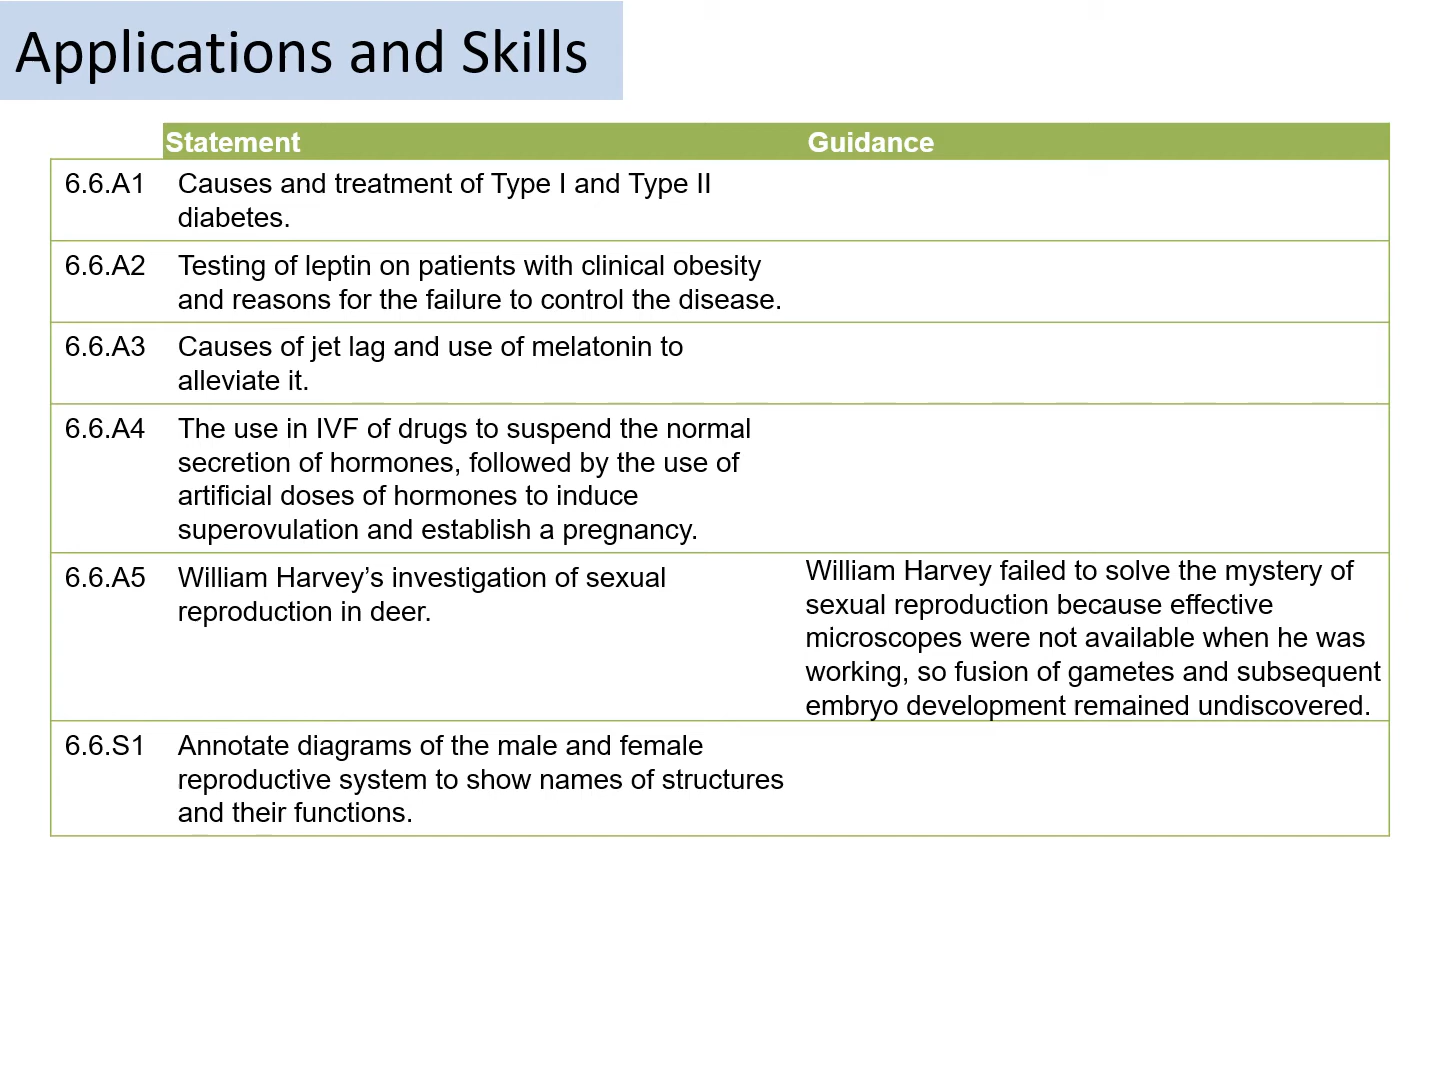 Applications and Skills
Statement Guidance
6.6.A1 Causes and treatment of Type I and Type II
diabetes.
6.6.A2 Testing of leptin on patients with clinical obesity
and reasons for the failure to control the disease.
6.6.A3 Causes of jet lag and use of melatonin to
alleviate it.
6.6.A4 The use in IVF of drugs to suspend the normal
secretion of hormones, followed by the use of
artificial doses of hormones to induce
superovulation and establish a pregnancy.
6.6.A5 William Harvey’s investigation of sexual
reproduction in deer.
William Harvey failed to solve the mystery of
sexual reproduction because effective
microscopes were not available when he was
working, so fusion of gametes and subsequent
embryo development remained undiscovered.
6.6.S1 Annotate diagrams of the male and female
reproductive system to show names of structures
and their functions.